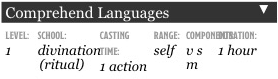 Comprehend Languages ▼
LEVEL: SCHOOL: CASTING TIME: RANGE: COMPONENTS: DURATION:
1 divination (ritual) 1 action self v s m 1 hour